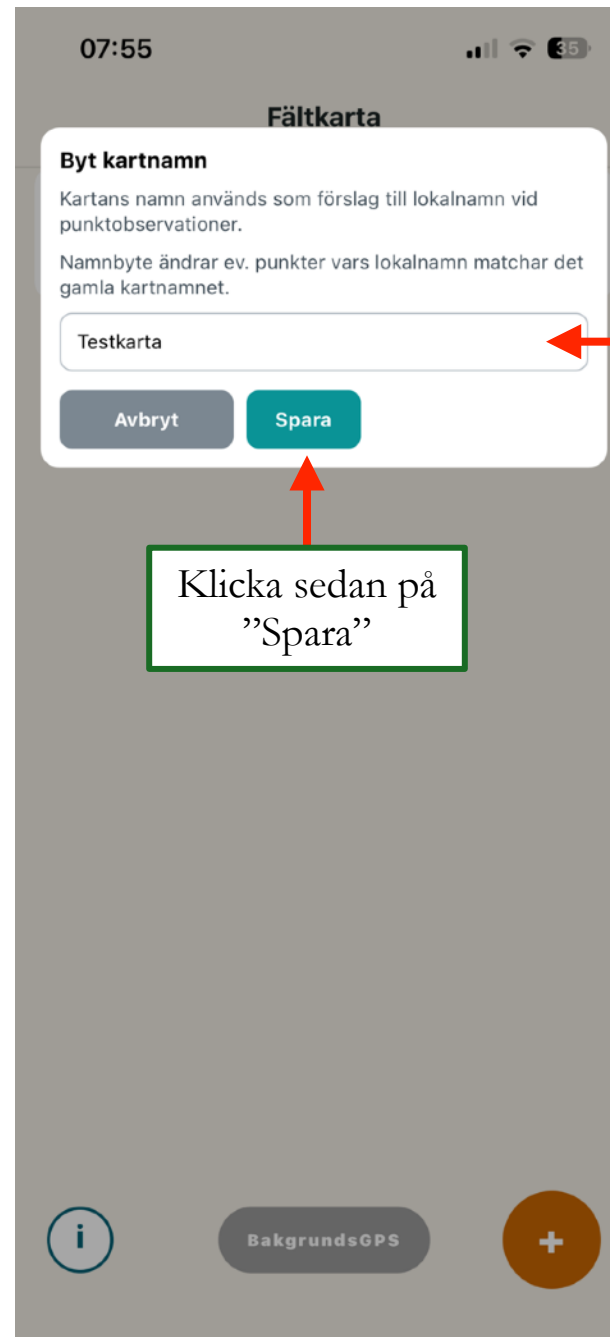 07:55
35
Fältkarta
Byt kartnamn
Kartans namn används som förslag till lokalnamn vid
punktobservationer.
Namnbyte ändrar ev. punkter vars lokalnamn matchar det
gamla kartnamnet.
Testkarta
Avbryt
Spara
Klicka sedan på
”Spara”
i
BakgrundsGPS
+